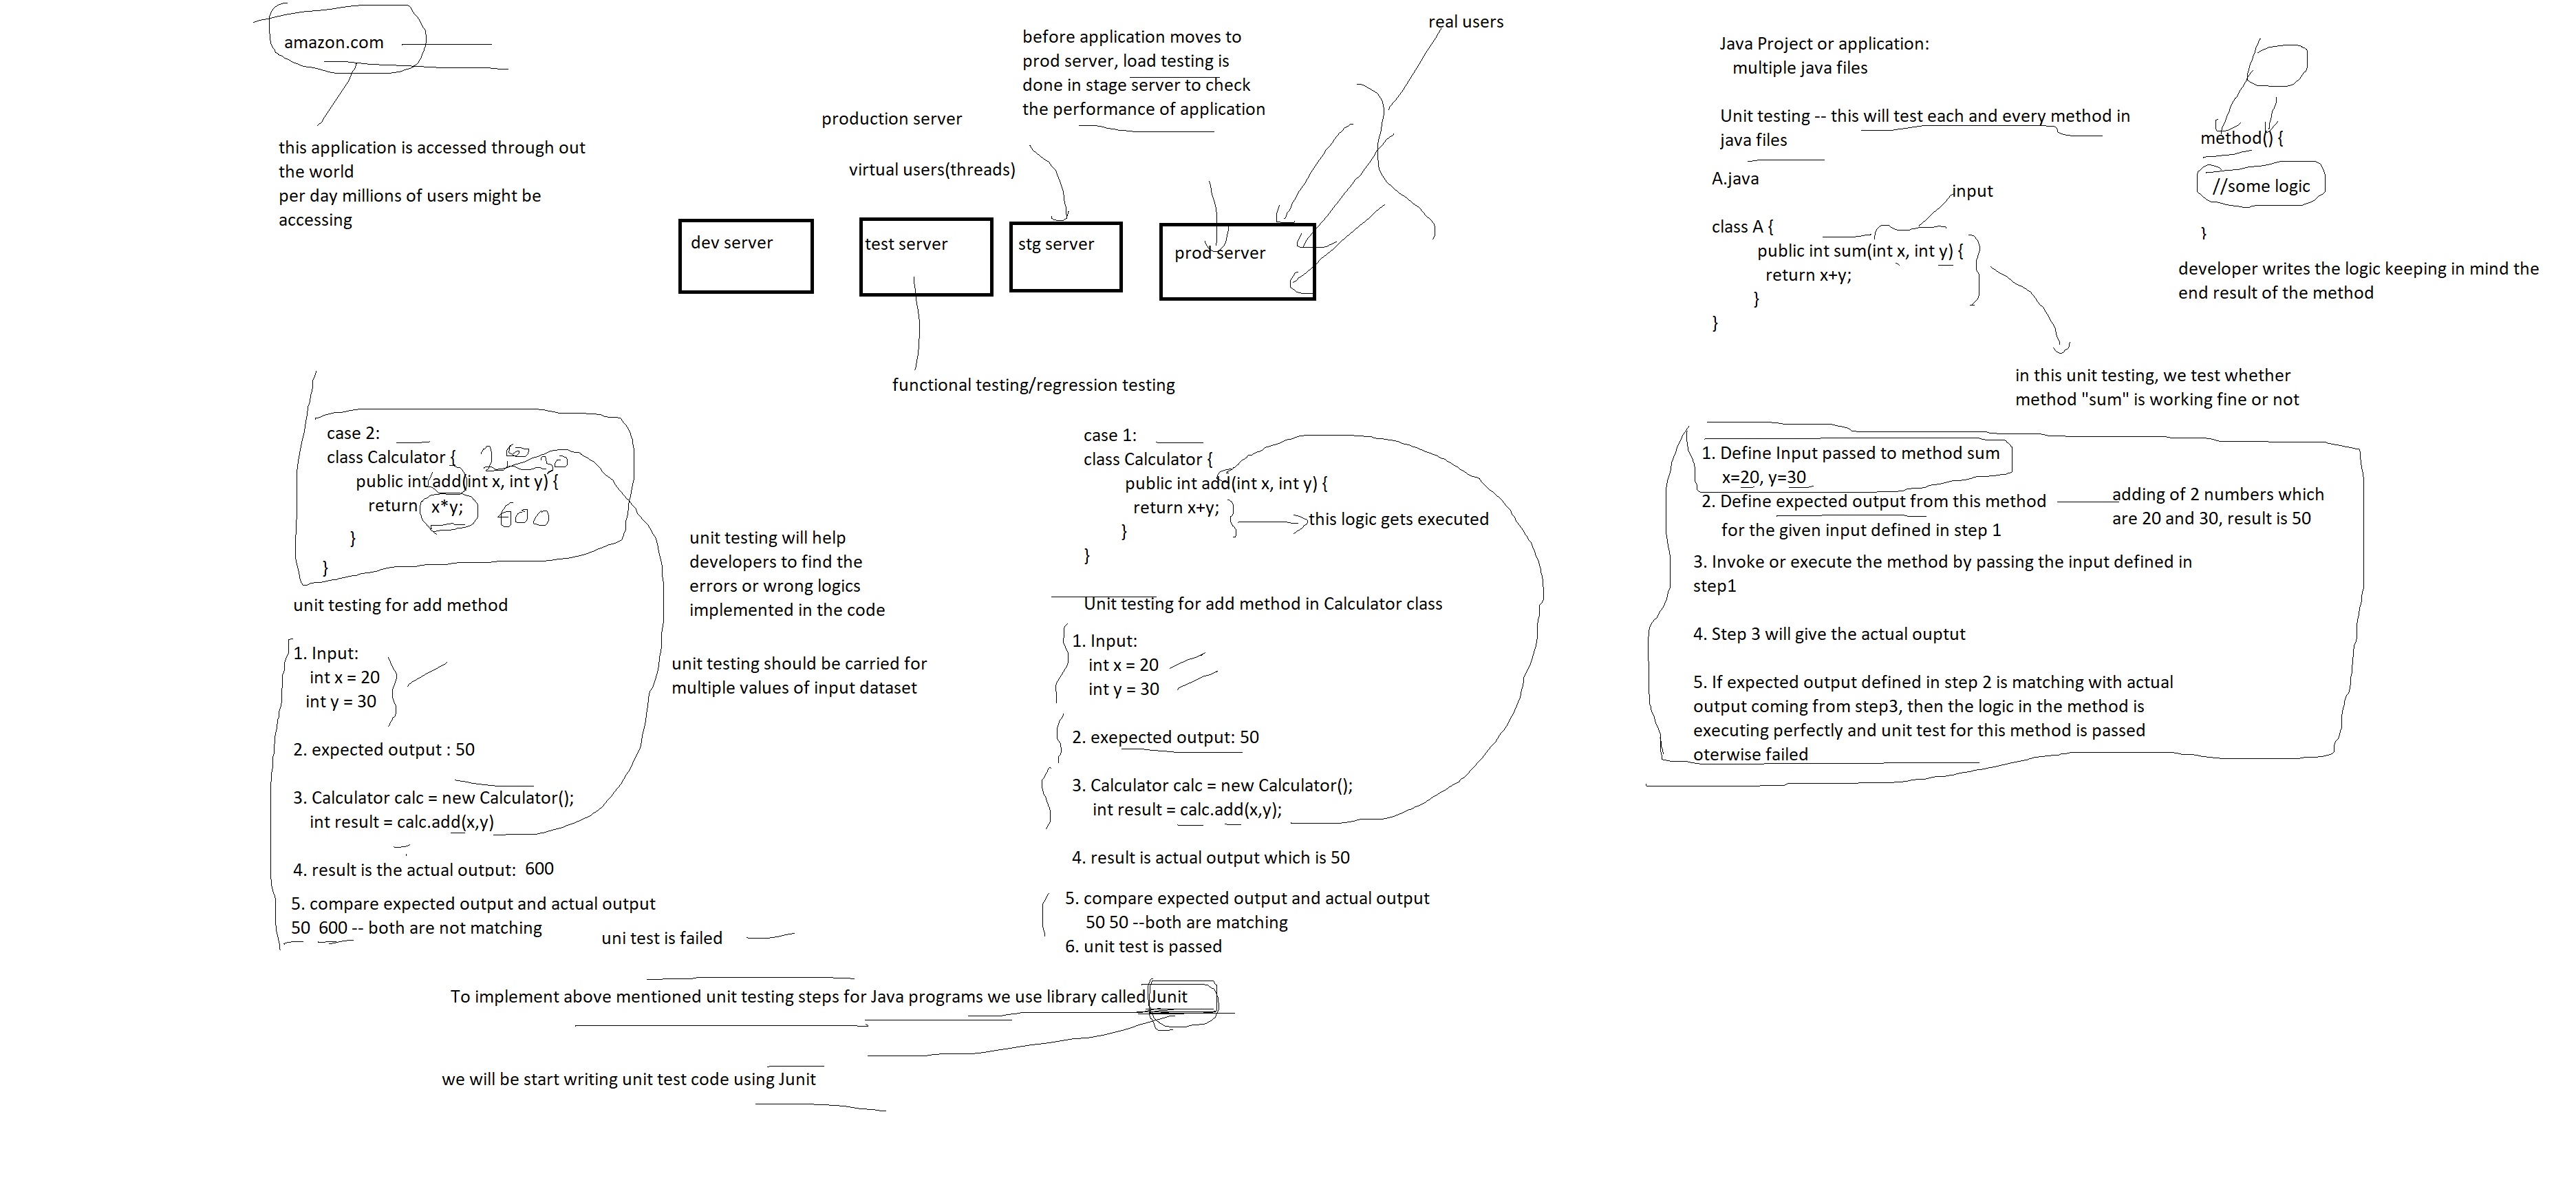 amazon.com
this application is accessed through out
the world
per day millions of users might be
accessing
production server
virtual users(threads)
before application moves to
prod server, load testing is
done in stage server to check
the performance of application
real users
dev server
test server
stg server
prod server
functional testing/regression testing
Java Project or application:
multiple java files
Unit testing -- this will test each and every method in
java files
A.java
input
class A {
public int sum(int x, int y) {
return x+y;
}
}
method() {
//some logic
}
developer writes the logic keeping in mind the
end result of the method
in this unit testing, we test whether
method "sum" is working fine or not
case 2:
class Calculator {
public int add(int x, int y) {
return x*y;
}
}
600
unit testing for add method
1. Input:
int x = 20
int y = 30
2. expected output : 50
3. Calculator calc = new Calculator();
int result = calc.add(x,y)
4. result is the actual output: 600
5. compare expected output and actual output
50 600 -- both are not matching
uni test is failed
unit testing will help
developers to find the
errors or wrong logics
implemented in the code
unit testing should be carried for
multiple values of input dataset
case 1:
class Calculator {
public int add(int x, int y) {
return x+y;
}
}
this logic gets executed
Unit testing for add method in Calculator class
1. Input:
int x = 20
int y = 30
2. exepected output: 50
3. Calculator calc = new Calculator();
int result = calc.add(x,y);
4. result is actual output which is 50
5. compare expected output and actual output
50 50 --both are matching
6. unit test is passed
1. Define Input passed to method sum
x=20, y=30
2. Define expected output from this method
for the given input defined in step 1
adding of 2 numbers which
are 20 and 30, result is 50
3. Invoke or execute the method by passing the input defined in
step1
4. Step 3 will give the actual ouptut
5. If expected output defined in step 2 is matching with actual
output coming from step3, then the logic in the method is
executing perfectly and unit test for this method is passed
oterwise failed
To implement above mentioned unit testing steps for Java programs we use library called Junit
we will be start writing unit test code using Junit